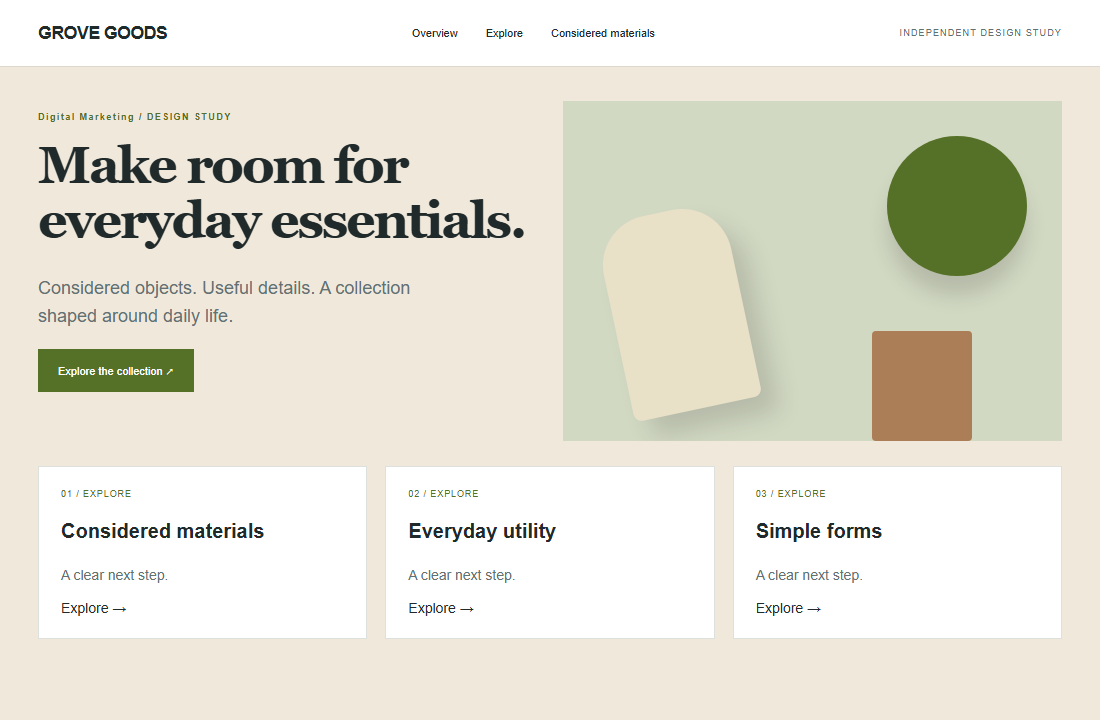 GROVE GOODS
Overview
Explore
Considered materials
INDEPENDENT DESIGN STUDY
Digital Marketing / DESIGN STUDY
Make room for
everyday essentials.
Considered objects. Useful details. A collection
shaped around daily life.
Explore the collection ↗
01 / EXPLORE
Considered materials
A clear next step.
Explore →
02 / EXPLORE
Everyday utility
A clear next step.
Explore →
03 / EXPLORE
Simple forms
A clear next step.
Explore →